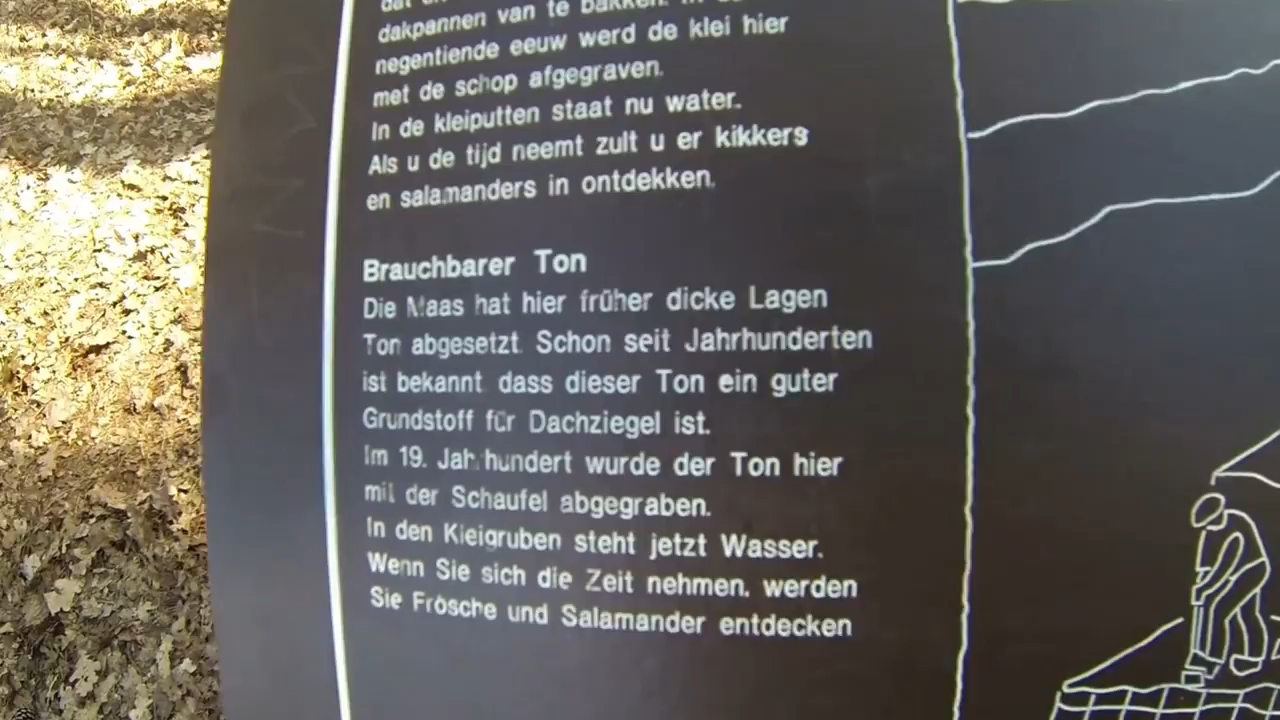 dakpannen van te bakken. In
negentiende eeuw werd de klei hier
met de schop afgegraven.
In de kleiputten staat nu water.
Als u de tijd neemt zult u er kikkers
en salamanders in ontdekken.
Brauchbarer Ton
Die Maas hat hier früher dicke Lagen
Ton abgesetzt. Schon seit Jahrhunderten
ist bekannt dass dieser Ton ein guter
Grundstoff für Dachziegel ist.
Im 19. Jahrhundert wurde der Ton hier
mit der Schaufel abgegraben.
In den Kleigruben steht jetzt Wasser.
Wenn Sie sich die Zeit nehmen, werden
Sie Frösche und Salamander entdecken